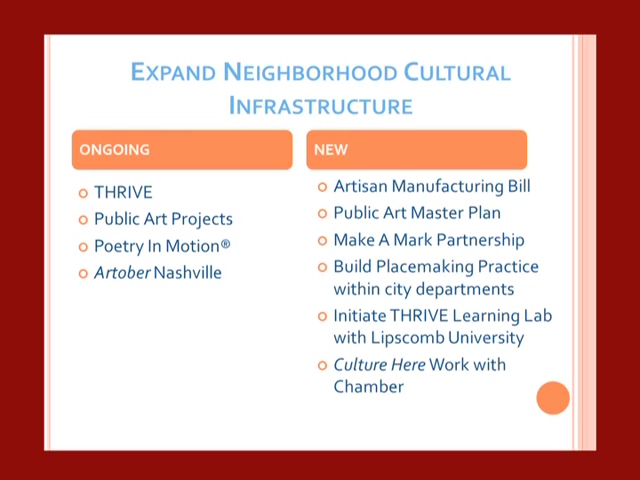 EXPAND NEIGHBORHOOD CULTURAL
INFRASTRUCTURE
ONGOING
THRIVE
Public Art Projects
Poetry In Motion®
Artober Nashville
NEW
Artisan Manufacturing Bill
Public Art Master Plan
Make A Mark Partnership
Build Placemaking Practice
within city departments
Initiate THRIVE Learning Lab
with Lipscomb University
Culture Here Work with
Chamber